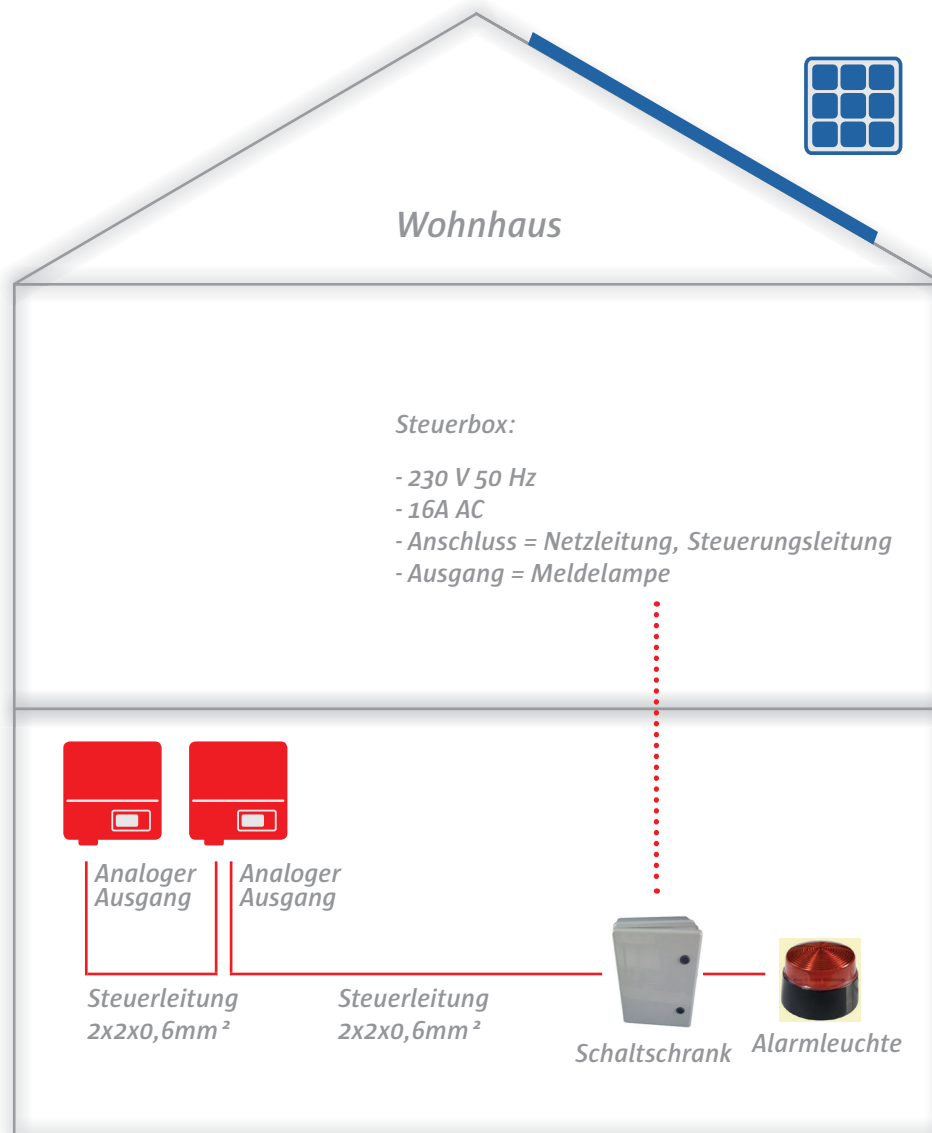 Wohnhaus
Steuerbox:
- 230 V 50 Hz
- 16A AC
- Anschluss = Netzleitung, Steuerungsleitung
- Ausgang = Meldelampe
Analoger
Ausgang
Analoger
Ausgang
Steuerleitung
2x2x0,6mm²
Steuerleitung
2x2x0,6mm²
Schaltschrank
Alarmleuchte